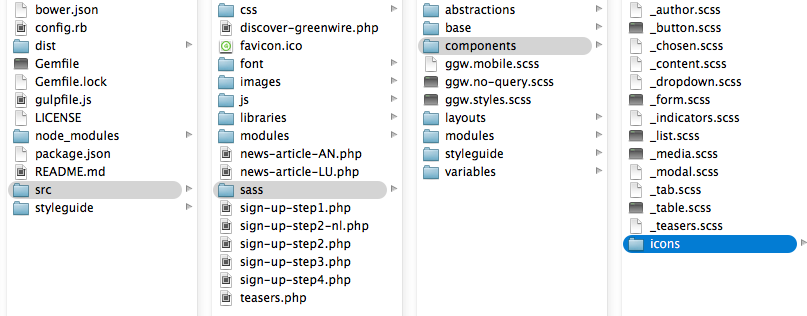 bower.json
config.rb
dist
Gemfile
Gemfile.lock
gulpfile.js
LICENSE
node_modules
package.json
README.md
src
styleguide
css
discover-greenwire.php
favicon.ico
font
images
js
libraries
modules
news-article-AN.php
news-article-LU.php
sass
sign-up-step1.php
sign-up-step2-nl.php
sign-up-step2.php
sign-up-step3.php
sign-up-step4.php
teasers.php
abstractions
base
components
ggw.mobile.scss
ggw.no-query.scss
ggw.styles.scss
layouts
modules
styleguide
variables
_author.scss
_button.scss
_chosen.scss
_content.scss
_dropdown.scss
_form.scss
_indicators.scss
_list.scss
_media.scss
_modal.scss
_tab.scss
_table.scss
_teasers.scss
icons